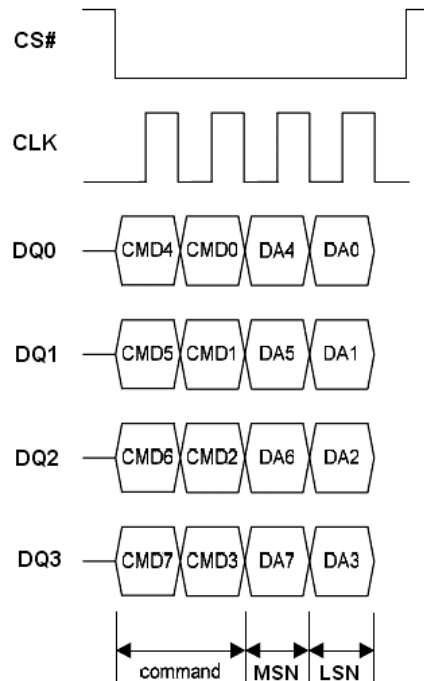 CS#
CLK
DQ0 CMD4 CMD0 DA4 DA0
DQ1 CMD5 CMD1 DA5 DA1
DQ2 CMD6 CMD2 DA6 DA2
DQ3 CMD7 CMD3 DA7 DA3
command MSN LSN